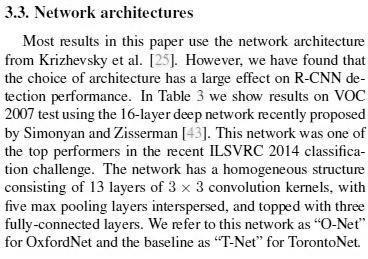 3.3. Network architectures
Most results in this paper use the network architecture
from Krizhevsky et al. [25]. However, we have found that
the choice of architecture has a large effect on R-CNN de-
tection performance. In Table 3 we show results on VOC
2007 test using the 16-layer deep network recently proposed
by Simonyan and Zisserman [43]. This network was one of
the top performers in the recent ILSVRC 2014 classifica-
tion challenge. The network has a homogeneous structure
consisting of 13 layers of 3 × 3 convolution kernels, with
five max pooling layers interspersed, and topped with three
fully-connected layers. We refer to this network as “O-Net”
for OxfordNet and the baseline as “T-Net” for TorontoNet.